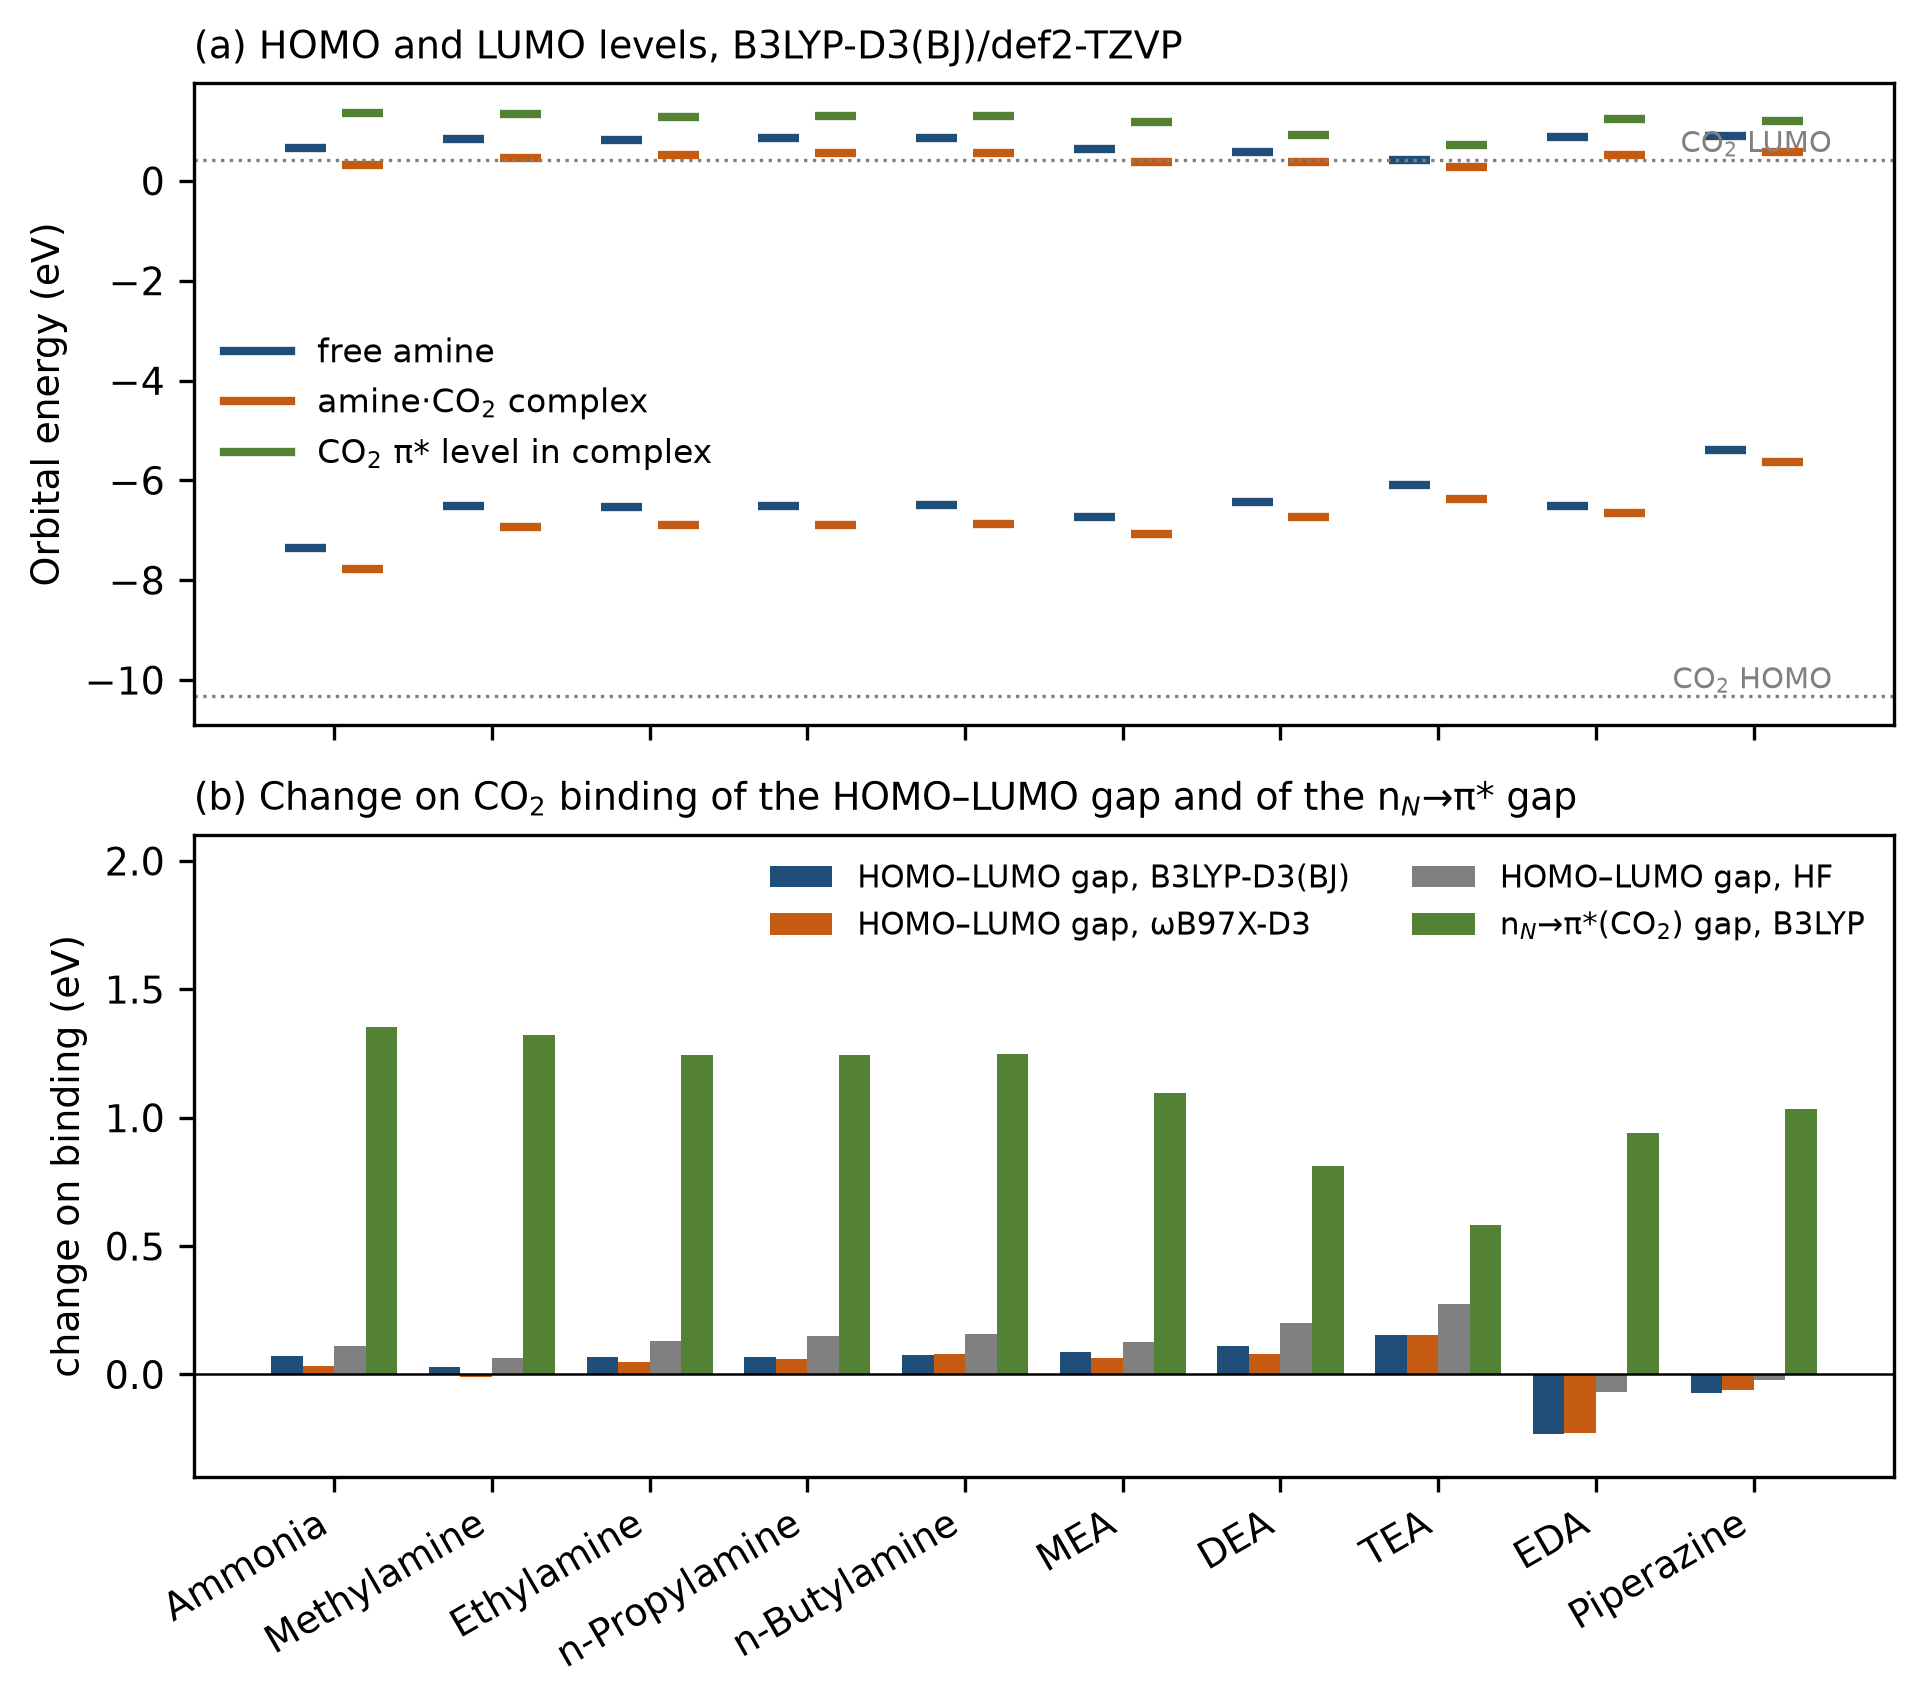 (a) HOMO and LUMO levels, B3LYP-D3(BJ)/def2-TZVP
Orbital energy (eV)
0
−2
−4
−6
−8
−10
CO₂ LUMO
free amine
amine·CO₂ complex
CO₂ π* level in complex
CO₂ HOMO
(b) Change on CO₂ binding of the HOMO–LUMO gap and of the n_N→π* gap
change on binding (eV)
2.0
1.5
1.0
0.5
0.0
HOMO–LUMO gap, B3LYP-D3(BJ)
HOMO–LUMO gap, ωB97X-D3
HOMO–LUMO gap, HF
n_N→π*(CO₂) gap, B3LYP
Ammonia
Methylamine
Ethylamine
n-Propylamine
n-Butylamine
MEA
DEA
TEA
EDA
Piperazine